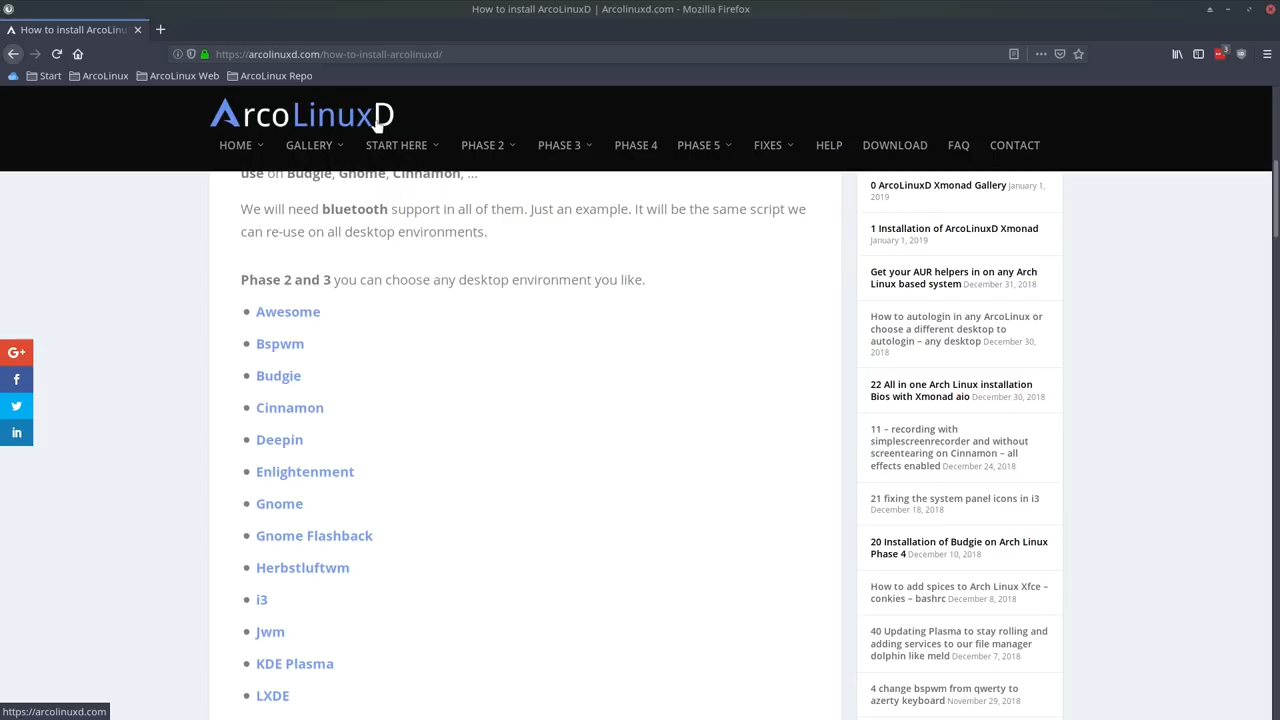 How to install ArcoLinuxD | Arcolinuxd.com - Mozilla Firefox
How to install ArcoLinu
https://arcolinuxd.com/how-to-install-arcolinuxd/
3
Start
ArcoLinux
ArcoLinux Web
ArcoLinux Repo
ArcoLinuxD
HOME
GALLERY
START HERE
PHASE 2
PHASE 3
PHASE 4
PHASE 5
FIXES
HELP
DOWNLOAD
FAQ
CONTACT
use on Budgie, Gnome, Cinnamon, ...
We will need bluetooth support in all of them. Just an example. It will be the same script we
can re-use on all desktop environments.
Phase 2 and 3 you can choose any desktop environment you like.
Awesome
Bspwm
Budgie
Cinnamon
Deepin
Enlightenment
Gnome
Gnome Flashback
Herbstluftwm
i3
Jwm
KDE Plasma
LXDE
0 ArcoLinuxD Xmonad Gallery January 1,
2019
1 Installation of ArcoLinuxD Xmonad
January 1, 2019
Get your AUR helpers in on any Arch
Linux based system December 31, 2018
How to autologin in any ArcoLinux or
choose a different desktop to
autologin – any desktop December 30,
2018
22 All in one Arch Linux installation
Bios with Xmonad aio December 30, 2018
11 – recording with
simplescreenrecorder and without
screentearing on Cinnamon – all
effects enabled December 24, 2018
21 fixing the system panel icons in i3
December 18, 2018
20 Installation of Budgie on Arch Linux
Phase 4 December 10, 2018
How to add spices to Arch Linux Xfce –
conkies – bashrc December 8, 2018
40 Updating Plasma to stay rolling and
adding services to our file manager
dolphin like meld December 7, 2018
4 change bspwm from qwerty to
azerty keyboard November 29, 2018
G+
f
in
https://arcolinuxd.com